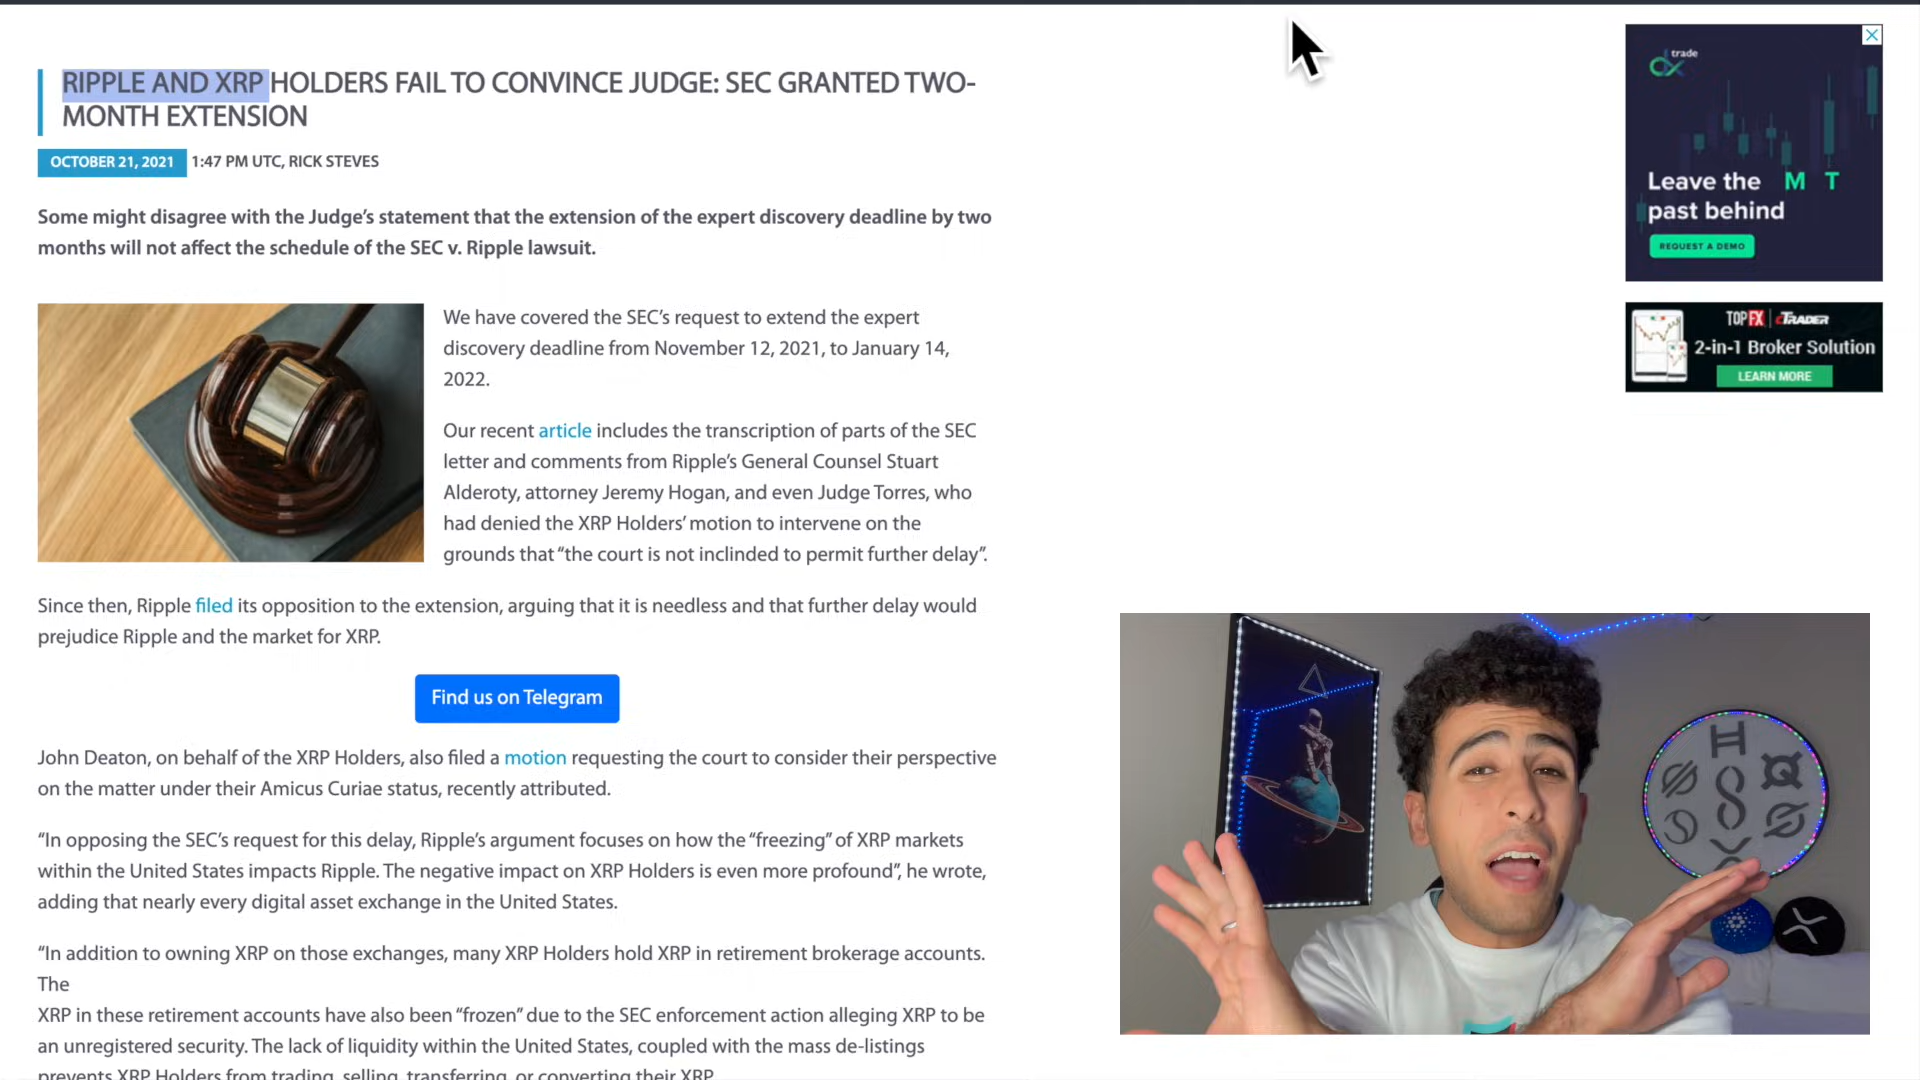 RIPPLE AND XRP HOLDERS FAIL TO CONVINCE JUDGE: SEC GRANTED TWO-
MONTH EXTENSION
OCTOBER 21, 2021 1:47 PM UTC, RICK STEVES
Some might disagree with the Judge’s statement that the extension of the expert discovery deadline by two
months will not affect the schedule of the SEC v. Ripple lawsuit.
We have covered the SEC’s request to extend the expert
discovery deadline from November 12, 2021, to January 14,
2022.
Our recent article includes the transcription of parts of the SEC
letter and comments from Ripple’s General Counsel Stuart
Alderoty, attorney Jeremy Hogan, and even Judge Torres, who
had denied the XRP Holders’ motion to intervene on the
grounds that “the court is not inclinded to permit further delay”.
Since then, Ripple filed its opposition to the extension, arguing that it is needless and that further delay would
prejudice Ripple and the market for XRP.
Find us on Telegram
John Deaton, on behalf of the XRP Holders, also filed a motion requesting the court to consider their perspective
on the matter under their Amicus Curiae status, recently attributed.
“In opposing the SEC’s request for this delay, Ripple’s argument focuses on how the “freezing” of XRP markets
within the United States impacts Ripple. The negative impact on XRP Holders is even more profound”, he wrote,
adding that nearly every digital asset exchange in the United States.
“In addition to owning XRP on those exchanges, many XRP Holders hold XRP in retirement brokerage accounts.
The
XRP in these retirement accounts have also been “frozen” due to the SEC enforcement action alleging XRP to be
an unregistered security. The lack of liquidity within the United States, coupled with the mass de-listings
prevents XRP Holders from trading, selling, transferring, or converting their XRP
dx trade
Leave the M T
past behind
REQUEST A DEMO
TOPFX | cTRADER
2-in-1 Broker Solution
LEARN MORE